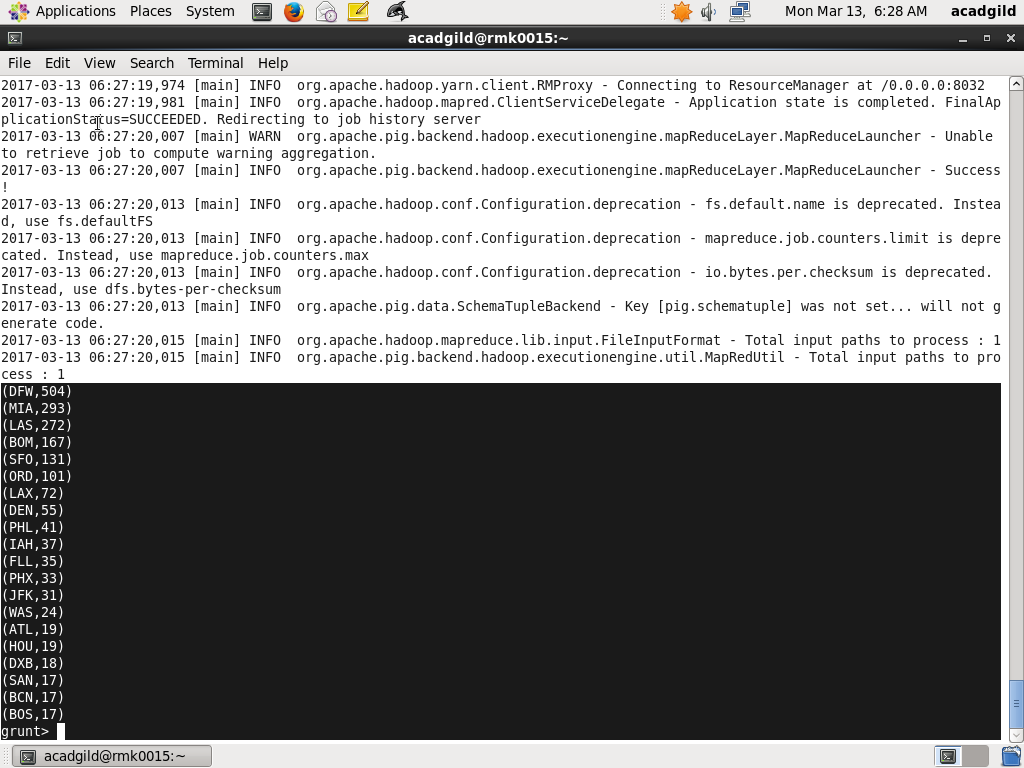 Applications Places System Mon Mar 13, 6:28 AM acadgild
acadgild@rmk0015:~
File Edit View Search Terminal Help
2017-03-13 06:27:19,974 [main] INFO  org.apache.hadoop.yarn.client.RMProxy - Connecting to ResourceManager at /0.0.0.0:8032
2017-03-13 06:27:19,981 [main] INFO  org.apache.hadoop.mapred.ClientServiceDelegate - Application state is completed. FinalAp
plicationStatus=SUCCEEDED. Redirecting to job history server
2017-03-13 06:27:20,007 [main] WARN  org.apache.pig.backend.hadoop.executionengine.mapReduceLayer.MapReduceLauncher - Unable
to retrieve job to compute warning aggregation.
2017-03-13 06:27:20,007 [main] INFO  org.apache.pig.backend.hadoop.executionengine.mapReduceLayer.MapReduceLauncher - Success
!
2017-03-13 06:27:20,013 [main] INFO  org.apache.hadoop.conf.Configuration.deprecation - fs.default.name is deprecated. Instea
d, use fs.defaultFS
2017-03-13 06:27:20,013 [main] INFO  org.apache.hadoop.conf.Configuration.deprecation - mapreduce.job.counters.limit is depre
cated. Instead, use mapreduce.job.counters.max
2017-03-13 06:27:20,013 [main] INFO  org.apache.hadoop.conf.Configuration.deprecation - io.bytes.per.checksum is deprecated.
Instead, use dfs.bytes-per-checksum
2017-03-13 06:27:20,013 [main] INFO  org.apache.pig.data.SchemaTupleBackend - Key [pig.schematuple] was not set... will not g
enerate code.
2017-03-13 06:27:20,015 [main] INFO  org.apache.hadoop.mapreduce.lib.input.FileInputFormat - Total input paths to process : 1
2017-03-13 06:27:20,015 [main] INFO  org.apache.pig.backend.hadoop.executionengine.util.MapRedUtil - Total input paths to pro
cess : 1
(DFW,504)
(MIA,293)
(LAS,272)
(BOM,167)
(SFO,131)
(ORD,101)
(LAX,72)
(DEN,55)
(PHL,41)
(IAH,37)
(FLL,35)
(PHX,33)
(JFK,31)
(WAS,24)
(ATL,19)
(HOU,19)
(DXB,18)
(SAN,17)
(BCN,17)
(BOS,17)
grunt>
acadgild@rmk0015:~